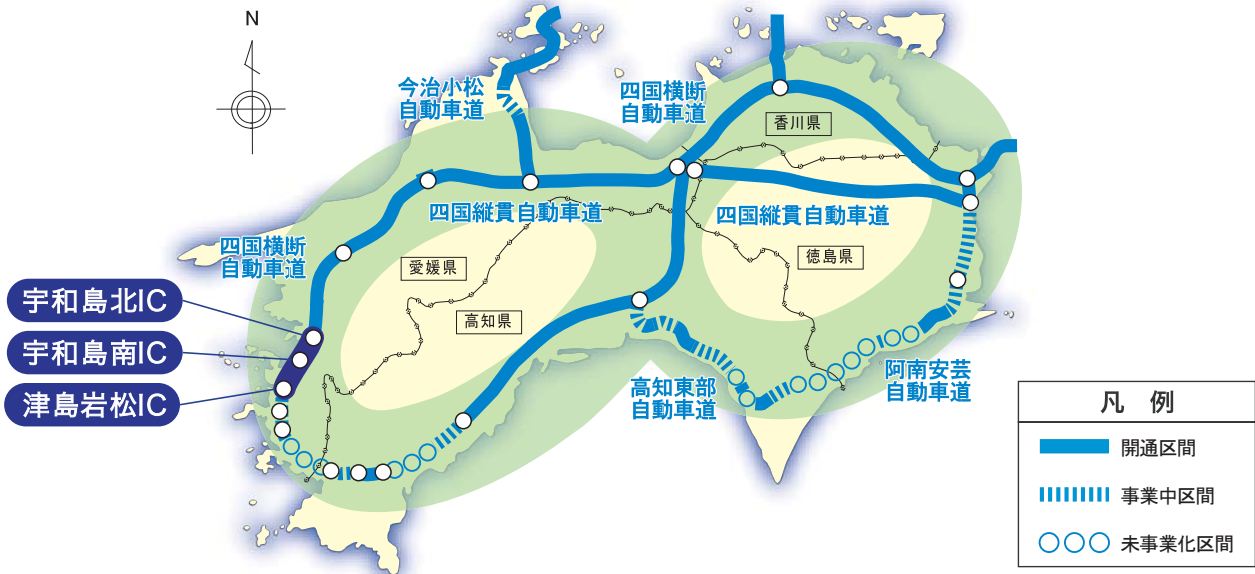 N
今治小松
自動車道
四国横断
自動車道
香川県
四国縦貫自動車道
四国縦貫自動車道
四国横断
自動車道
愛媛県
徳島県
高知県
宇和島北IC
宇和島南IC
津島岩松IC
高知東部
自動車道
阿南安芸
自動車道
凡 例
開通区間
事業中区間
未事業化区間